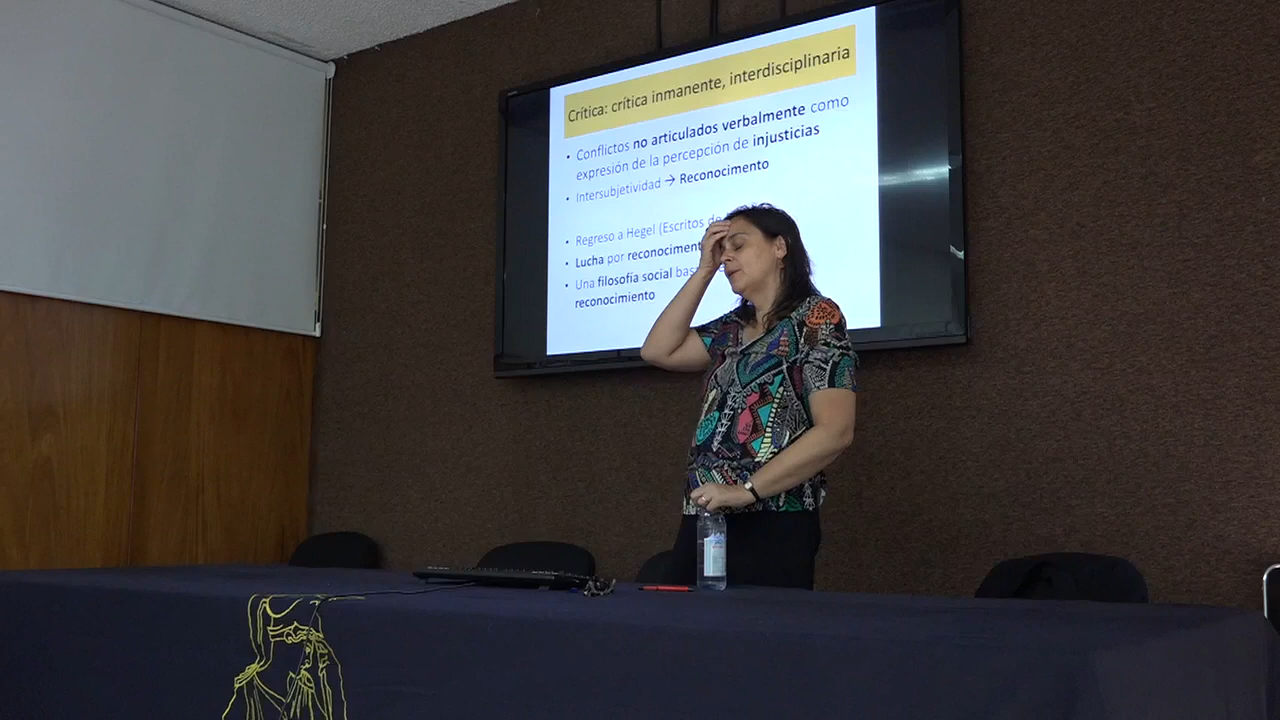 Crítica: crítica inmanente, interdisciplinaria
• Conflictos no articulados verbalmente como
expresión de la percepción de injusticias
• Intersubjetividad → Reconocimento
• Regreso a Hegel (Escritos de
• Lucha por reconociment
• Una filosofía social bas
reconocimiento